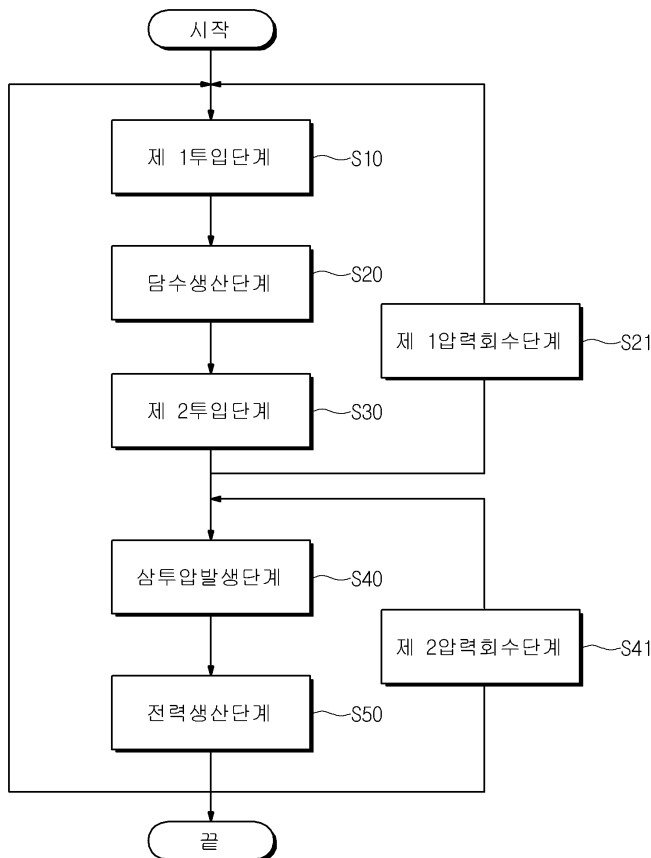 시작
제 1투입단계
S10
담수생산단계
S20
제 1압력회수단계
S21
제 2투입단계
S30
삼투압발생단계
S40
제 2압력회수단계
S41
전력생산단계
S50
끝